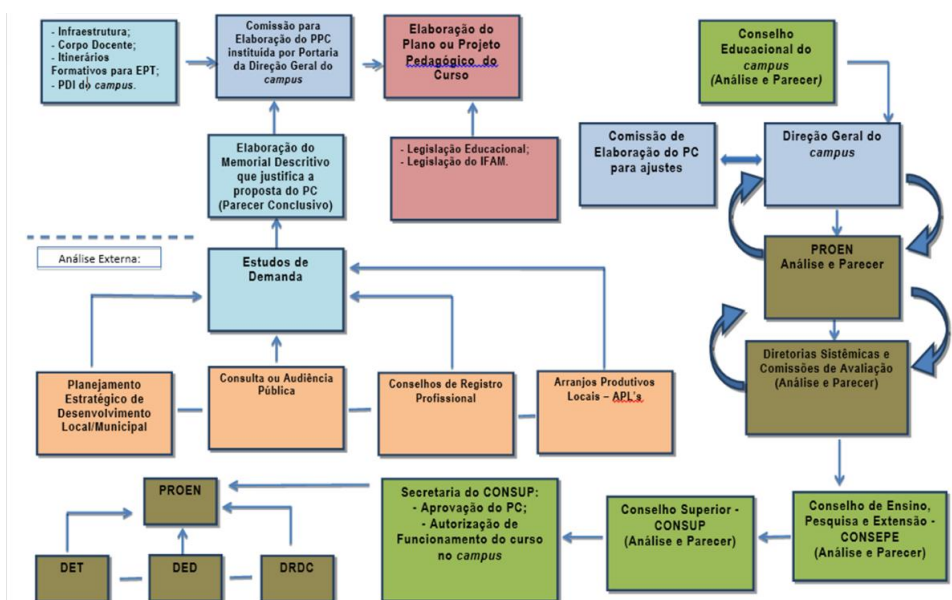 - Infraestrutura;
- Corpo Docente;
- Itinerários
Formativos para EPT;
- PDI do campus.
Comissão para
Elaboração do PPC
instituída por Portaria
da Direção Geral do
campus
Elaboração do
Plano ou Projeto
Pedagógico do
Curso
Conselho
Educacional do
campus
(Análise e Parecer)
Elaboração do
Memorial Descritivo
que justifica a
proposta do PC
(Parecer Conclusivo)
- Legislação Educacional;
- Legislação do IFAM.
Comissão de
Elaboração do PC
para ajustes
Direção Geral do
campus
Análise Externa:
Estudos de
Demanda
PROEN
Análise e Parecer
Diretorias Sistêmicas e
Comissões de Avaliação
(Análise e Parecer)
Planejamento
Estratégico de
Desenvolvimento
Local/Municipal
Consulta ou Audiência
Pública
Conselhos de Registro
Profissional
Arranjos Produtivos
Locais – APL's
PROEN
Secretaria do CONSUP:
- Aprovação do PC;
- Autorização de
Funcionamento do curso
no campus
Conselho Superior -
CONSUP
(Análise e Parecer)
Conselho de Ensino,
Pesquisa e Extensão -
CONSEPE
(Análise e Parecer)
DET
DED
DRDC